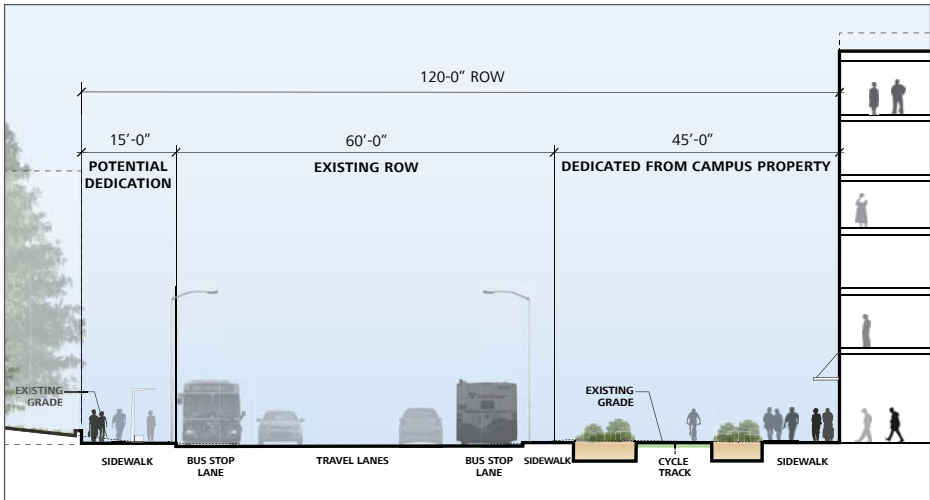 120-0” ROW
15’-0”
60’-0”
45’-0”
POTENTIAL
DEDICATION
EXISTING ROW
DEDICATED FROM CAMPUS PROPERTY
EXISTING
GRADE
EXISTING
GRADE
SIDEWALK
BUS STOP
LANE
TRAVEL LANES
BUS STOP
LANE
SIDEWALK
CYCLE
TRACK
SIDEWALK